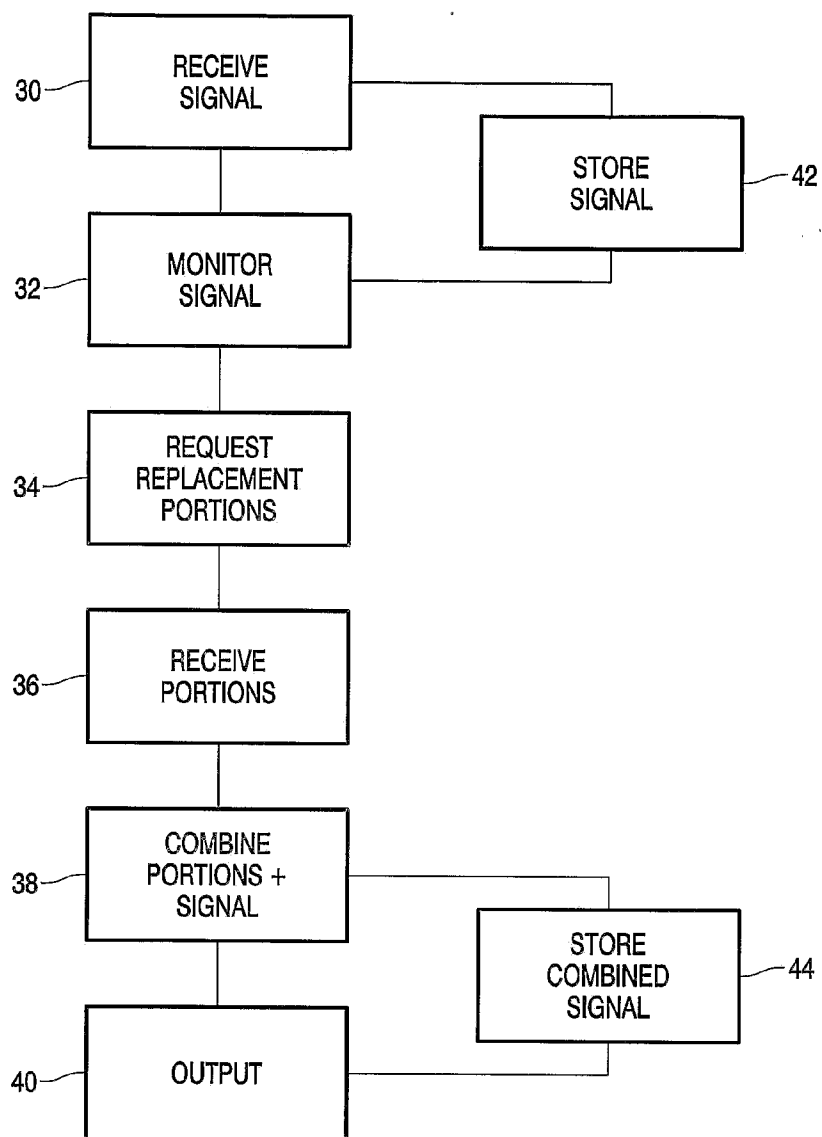 30
RECEIVE
SIGNAL
STORE
SIGNAL
42
32
MONITOR
SIGNAL
34
REQUEST
REPLACEMENT
PORTIONS
36
RECEIVE
PORTIONS
38
COMBINE
PORTIONS +
SIGNAL
STORE
COMBINED
SIGNAL
44
40
OUTPUT